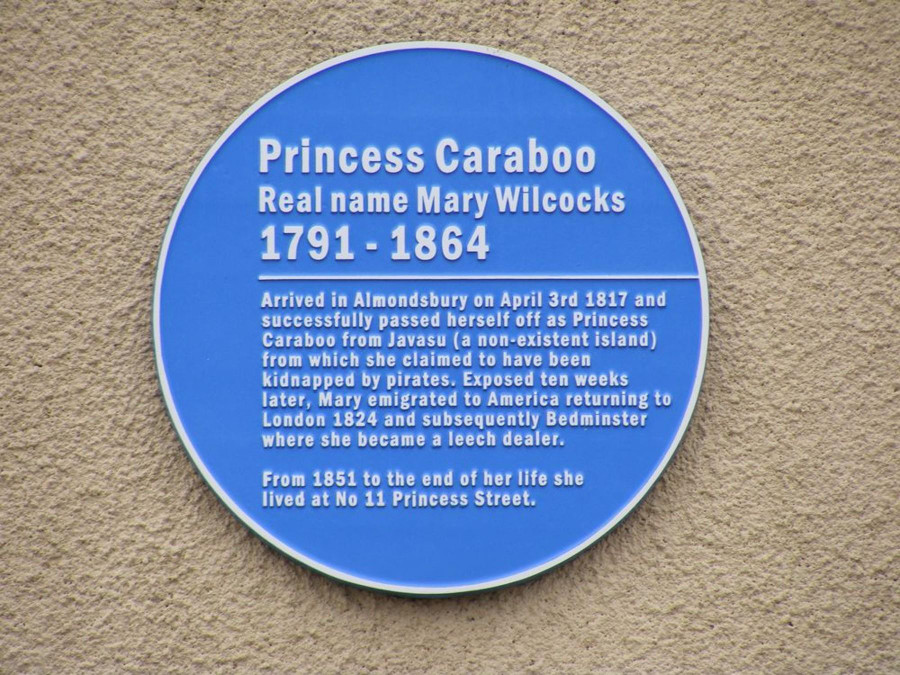 Princess Caraboo
Real name Mary Wilcocks
1791 - 1864
Arrived in Almondsbury on April 3rd 1817 and
successfully passed herself off as Princess
Caraboo from Javasu (a non-existent island)
from which she claimed to have been
kidnapped by pirates. Exposed ten weeks
later, Mary emigrated to America returning to
London 1824 and subsequently Bedminster
where she became a leech dealer.
From 1851 to the end of her life she
lived at No 11 Princess Street.